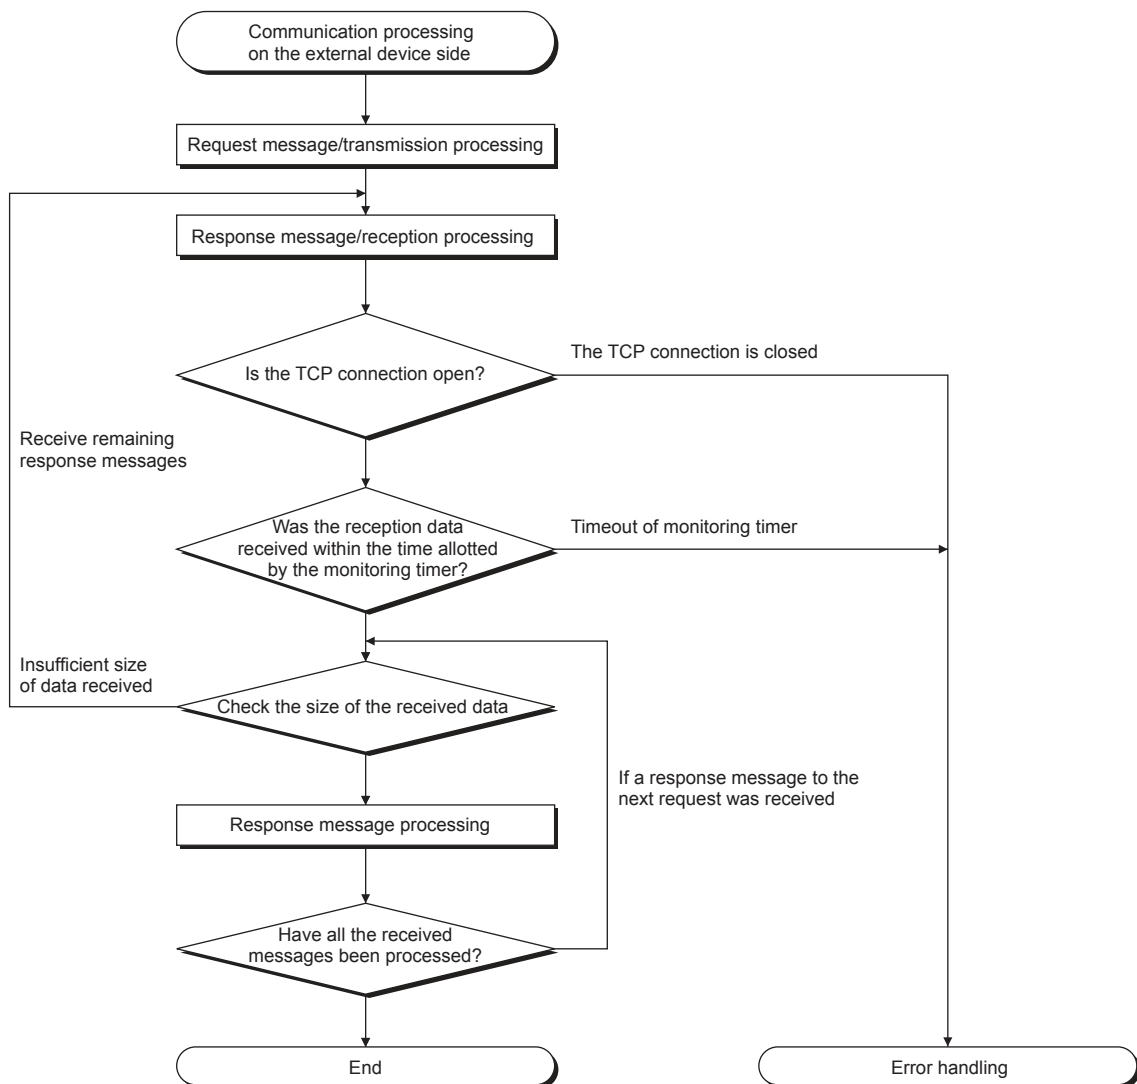 Communication processing
on the external device side
Request message/transmission processing
Response message/reception processing
Is the TCP connection open?
The TCP connection is closed
Receive remaining
response messages
Was the reception data
received within the time allotted
by the monitoring timer?
Timeout of monitoring timer
Insufficient size
of data received
Check the size of the received data
If a response message to the
next request was received
Response message processing
Have all the received
messages been processed?
End
Error handling